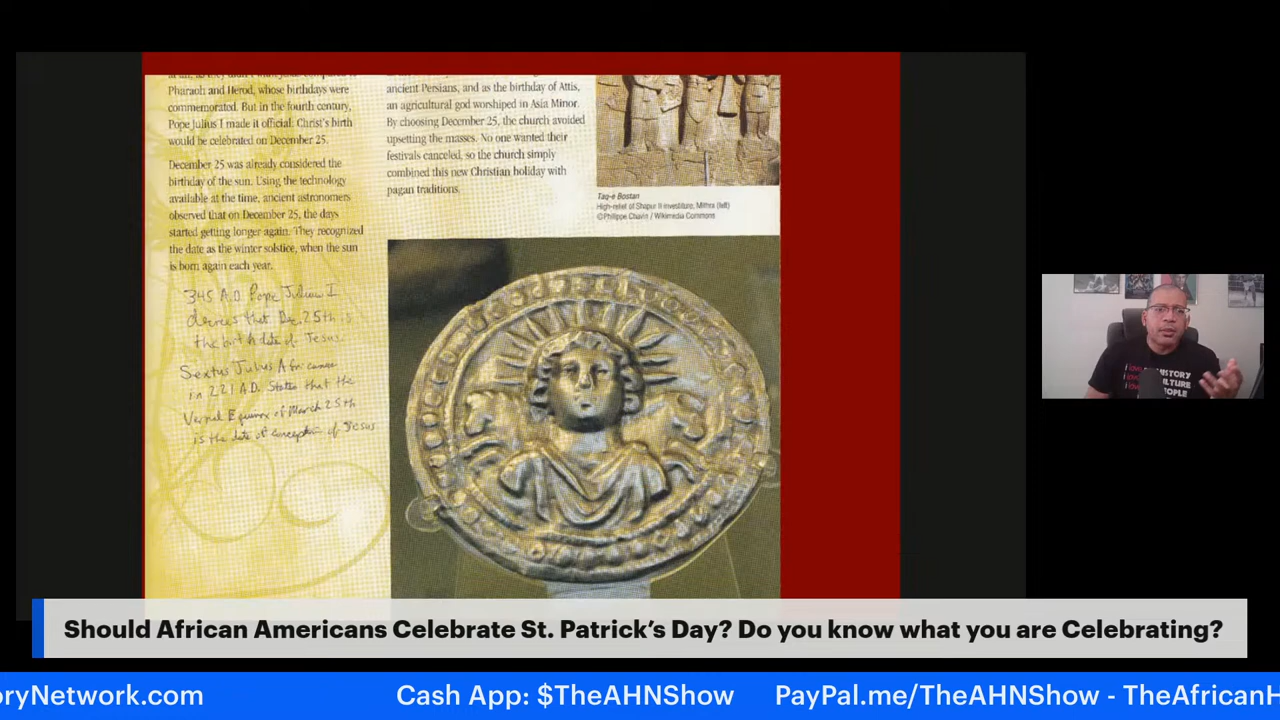 Pharaoh and Herod, whose birthdays were
commemorated. But in the fourth century,
Pope Julius I made it official: Christ's birth
would be celebrated on December 25.
December 25 was already considered the
birthday of the sun. Using the technology
available at the time, ancient astronomers
observed that on December 25, the days
started getting longer again. They recognized
the date as the winter solstice, when the sun
is born again each year.
345 A.D. Pope Julius I
decrees that Dec. 25th is
the birth date of Jesus.
Sextus Julius Africanus
in 221 A.D. States that the
Vernal Equinox of March 25th
is the date of conception of Jesus
ancient Persians, and as the birthday of Attis,
an agricultural god worshiped in Asia Minor.
By choosing December 25, the church avoided
upsetting the masses. No one wanted their
festivals canceled, so the church simply
combined this new Christian holiday with
pagan traditions.
Taq-e Bostan
High-relief of Shapur II investiture, Mithra (left)
©Philippe Chavin / Wikimedia Commons
I love HISTORY
I love CULTURE
I love PEOPLE
Should African Americans Celebrate St. Patrick's Day? Do you know what you are Celebrating?
oryNetwork.com Cash App: $TheAHNShow PayPal.me/TheAHNShow - TheAfricanH